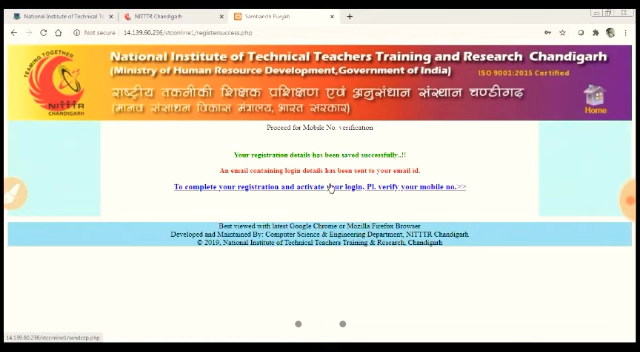 National Institute of Technical Te
NITTTR Chandigarh
Sambandh Punjab
Not secure
14.139.60.236/stconline1/registersuccess.php
TEACHING TOGETHER
NITTTR
CHANDIGARH
National Institute of Technical Teachers Training and Research Chandigarh
(Ministry of Human Resource Development,Government of India)
ISO 9001:2015 Certified
राष्ट्रीय तकनीकी शिक्षक प्रशिक्षण एवं अनुसंधान संस्थान चण्डीगढ़
(मानव संसाधन विकास मंत्रालय, भारत सरकार)
Home
Proceed for Mobile No. verification
Your registration details has been saved successfully..!!
An email containing login details has been sent to your email id.
To complete your registration and activate your login. Pl. verify your mobile no.>>
Best viewed with latest Google Chrome or Mozilla Firefox Browser
Developed and Maintained By: Computer Science & Engineering Department, NITTTR Chandigarh
© 2019, National Institute of Technical Teachers Training & Research, Chandigarh
14.139.60.236/stconline1/sendotp.php